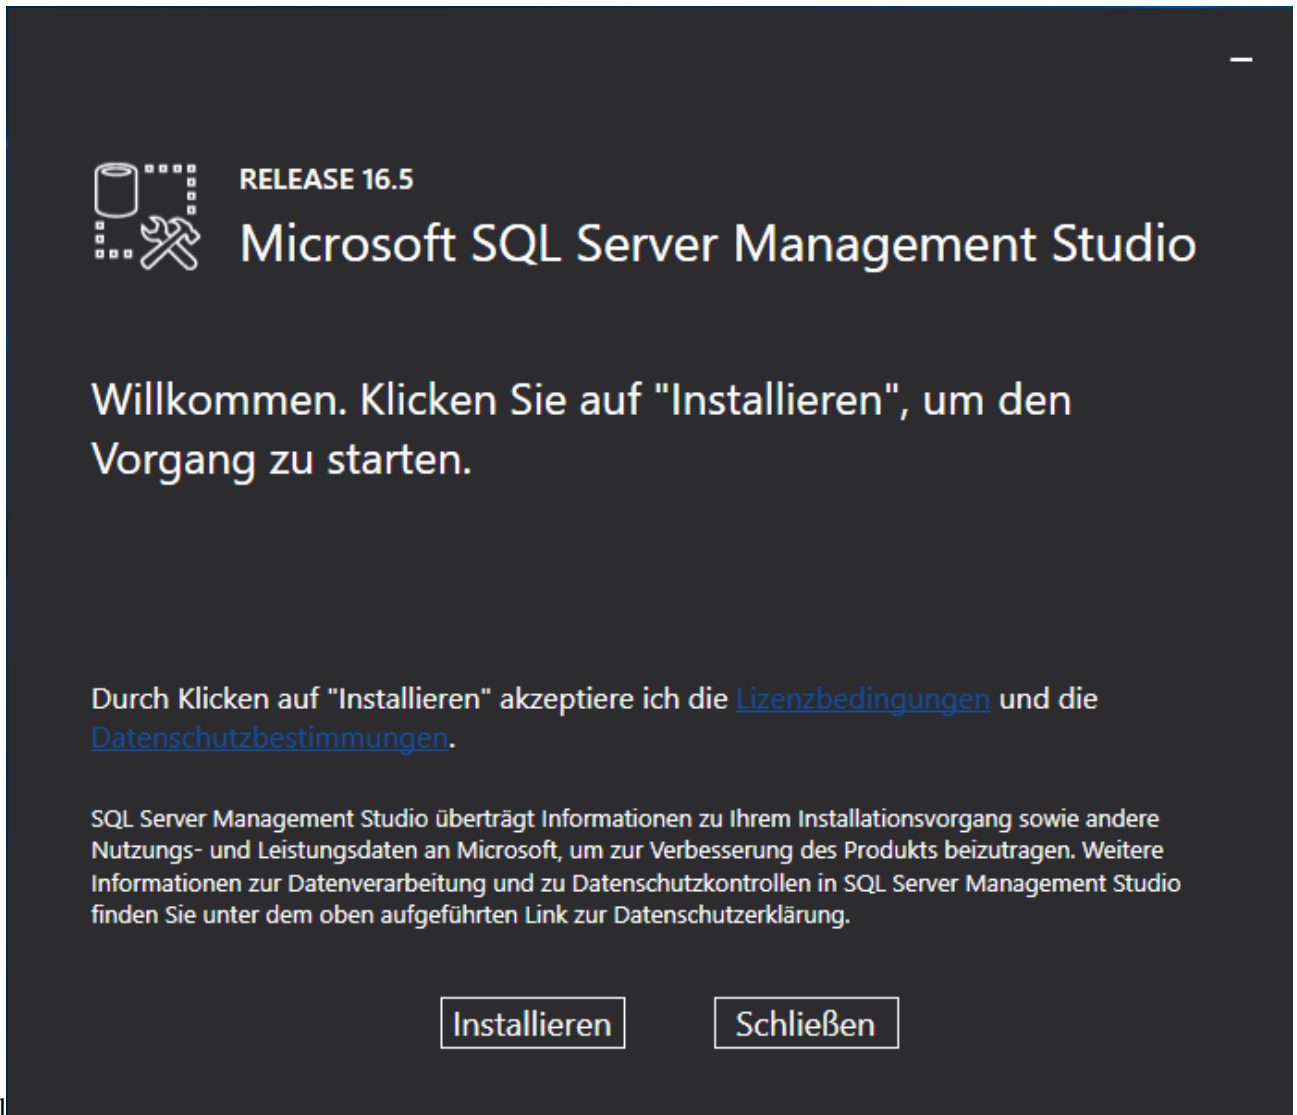 RELEASE 16.5
Microsoft SQL Server Management Studio
Willkommen. Klicken Sie auf "Installieren", um den
Vorgang zu starten.
Durch Klicken auf "Installieren" akzeptiere ich die Lizenzbedingungen und die
Datenschutzbestimmungen.
SQL Server Management Studio überträgt Informationen zu Ihrem Installationsvorgang sowie andere
Nutzungs- und Leistungsdaten an Microsoft, um zur Verbesserung des Produkts beizutragen. Weitere
Informationen zur Datenverarbeitung und zu Datenschutzkontrollen in SQL Server Management Studio
finden Sie unter dem oben aufgeführten Link zur Datenschutzerklärung.
Installieren Schließen